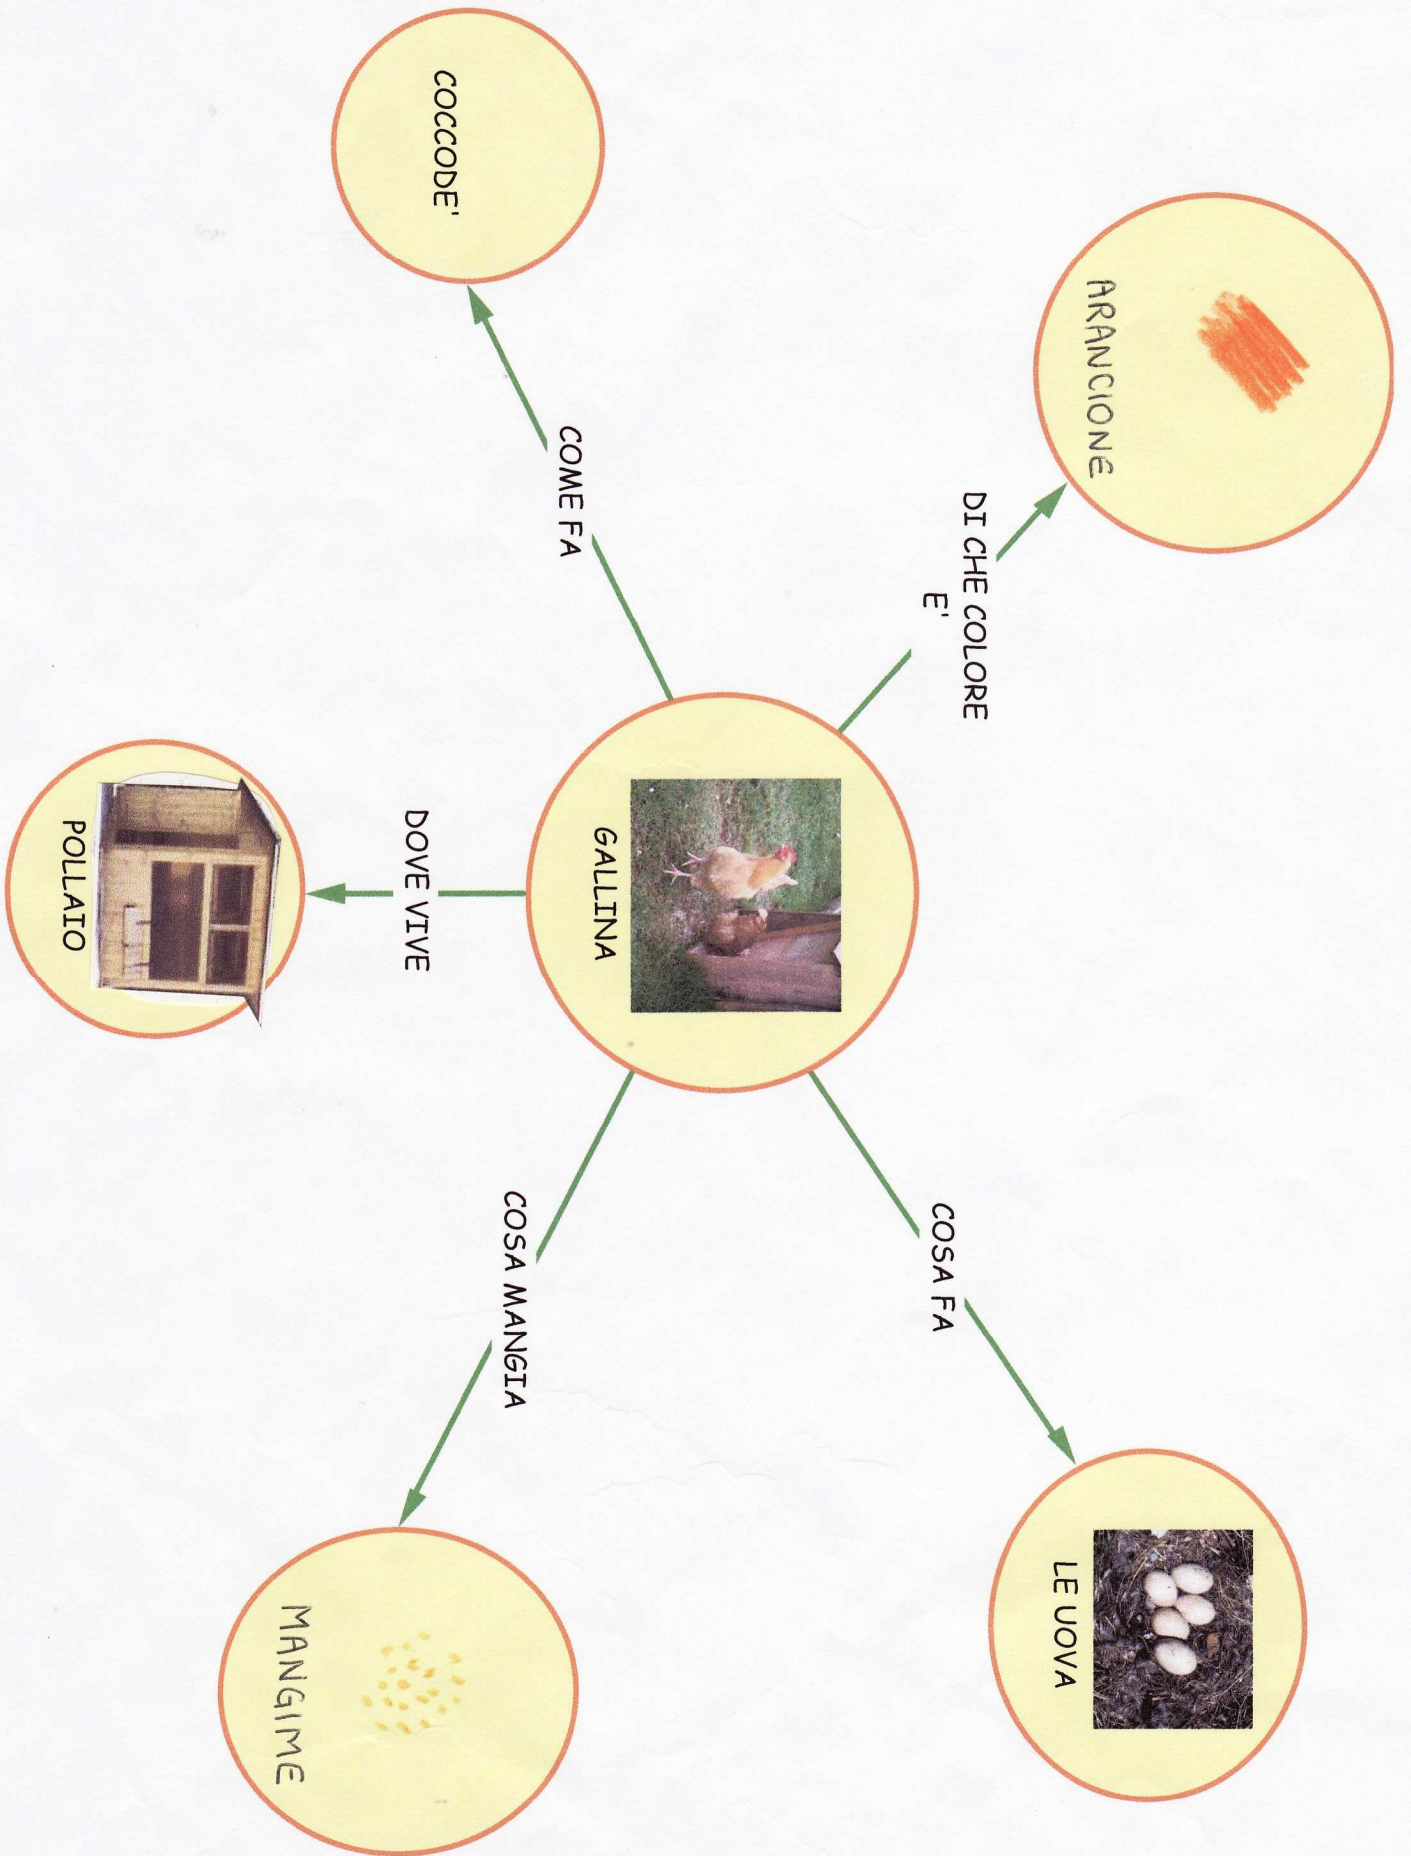 ARANCIONE
DI CHE COLORE
E'
COSA FA
LE UOVA
GALLINA
COCCODE'
COME FA
DOVE VIVE
POLLAIO
COSA MANGIA
MANGIME